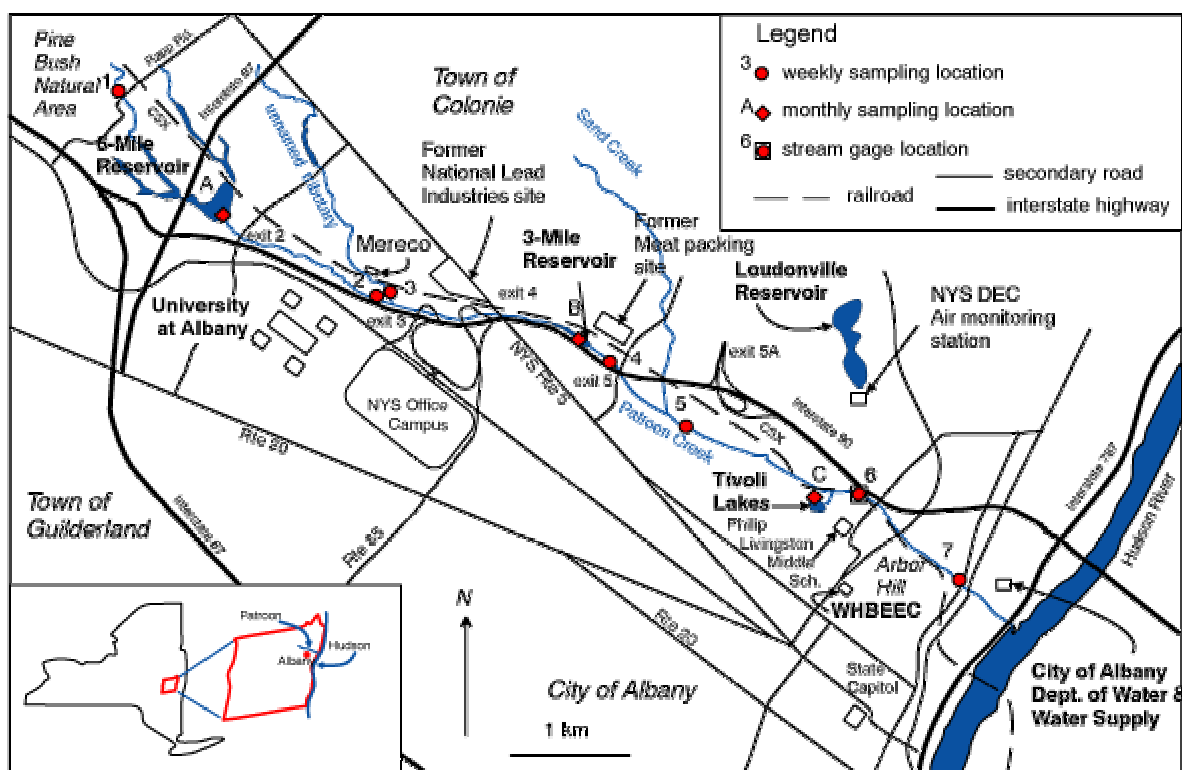 Pine
Bush
Natural
Area
1
Rapp Rd.
CSX
Interstate 87
6-Mile
Reservoir
A
exit 2
unnamed tributary
Town of
Colonie
Former
National Lead
Industries site
Mereco
2
3
exit 3
exit 4
University
at Albany
NYS Office
Campus
NYS Rte 5
3-Mile
Reservoir
B
Sand Creek
Former
Meat packing
site
4
exit 5
5
Patroon Creek
exit 5A
CSX
Interstate 90
Loudonville
Reservoir
NYS DEC
Air monitoring
station
Tivoli
Lakes
C
6
Philip
Livingston
Middle
Sch.
WHBEEC
Arbor
Hill
7
Interstate 787
Hudson River
City of Albany
Dept. of Water &
Water Supply
State
Capitol
Rte 20
Rte 85
Interstate 87
Town of
Guilderland
Rte 20
City of Albany
N
1 km
Patroon
Albany
Hudson
Legend
3 weekly sampling location
A monthly sampling location
6 stream gage location
secondary road
railroad
interstate highway